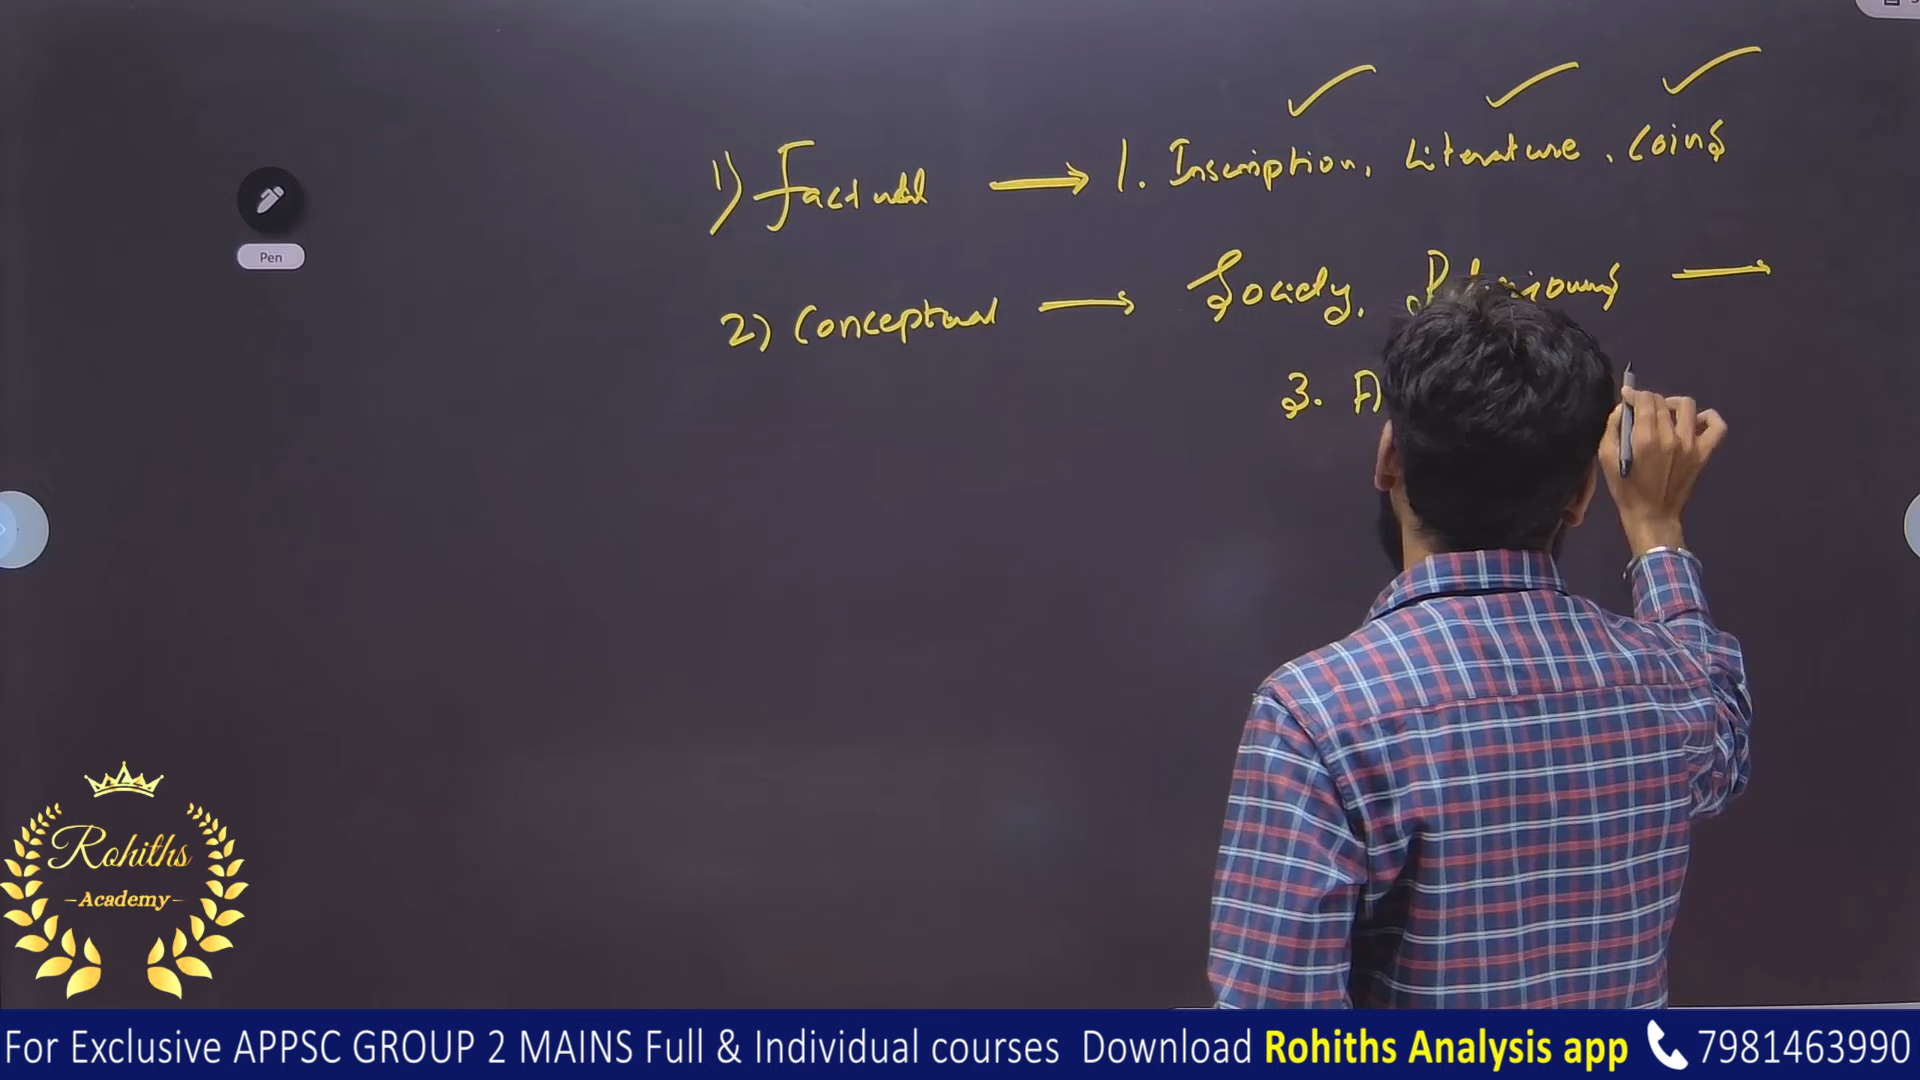 1) Factual → 1. Inscription, Literature, Coins
2) Conceptual → Society, →
3. A
Pen
Rohiths
Academy
For Exclusive APPSC GROUP 2 MAINS Full & Individual courses Download Rohiths Analysis app 7981463990